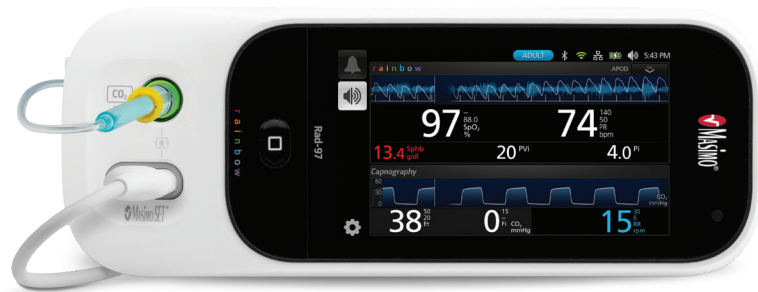 ADULT 5:43 PM
rainbow APOD
CO₂
97 -- 88.0 SpO₂ %
74 140 50 PR bpm
rainbow
Rad-97
Masimo®
13.4 Sphb g/dl
20 PVi
4.0 Pi
Capnography
60
30
0
CO₂ mmHg
Masimo SET®
38 50 20 Et
0 15 Fi CO₂ mmHg
15 30 6 RR rpm